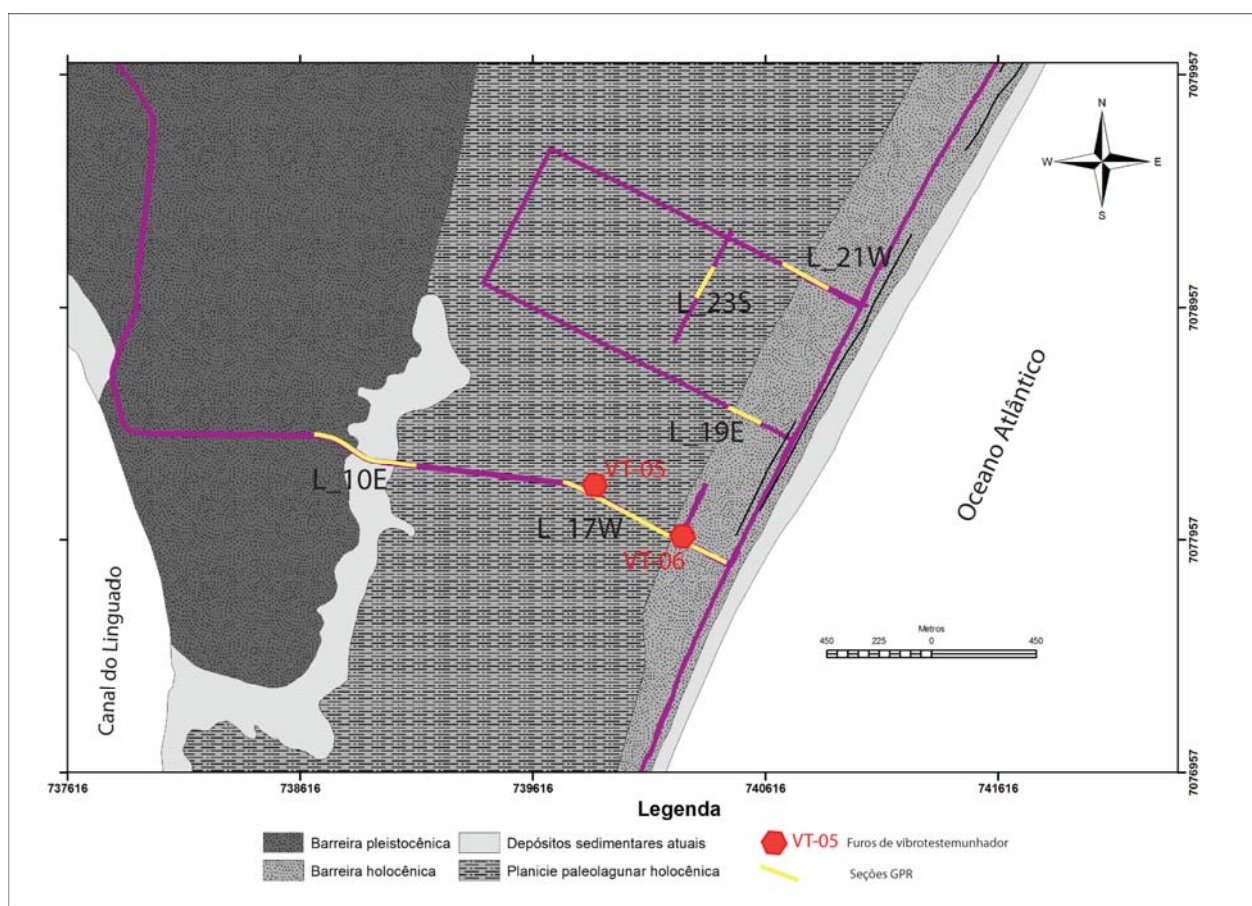 7079957
N
W
E
S
L_21W
L_23S
7078957
L_19E
Oceano Atlântico
VT-05
L_10E
L_17W
7077957
VT-06
Metros
450 225 0 450
Canal do Linguado
7076957
737616 738616 739616 740616 741616
Legenda
Barreira pleistocênica
Depósitos sedimentares atuais
VT-05 Furos de vibrotestemunhador
Barreira holocênica
Planicie paleolagunar holocênica
Seções GPR